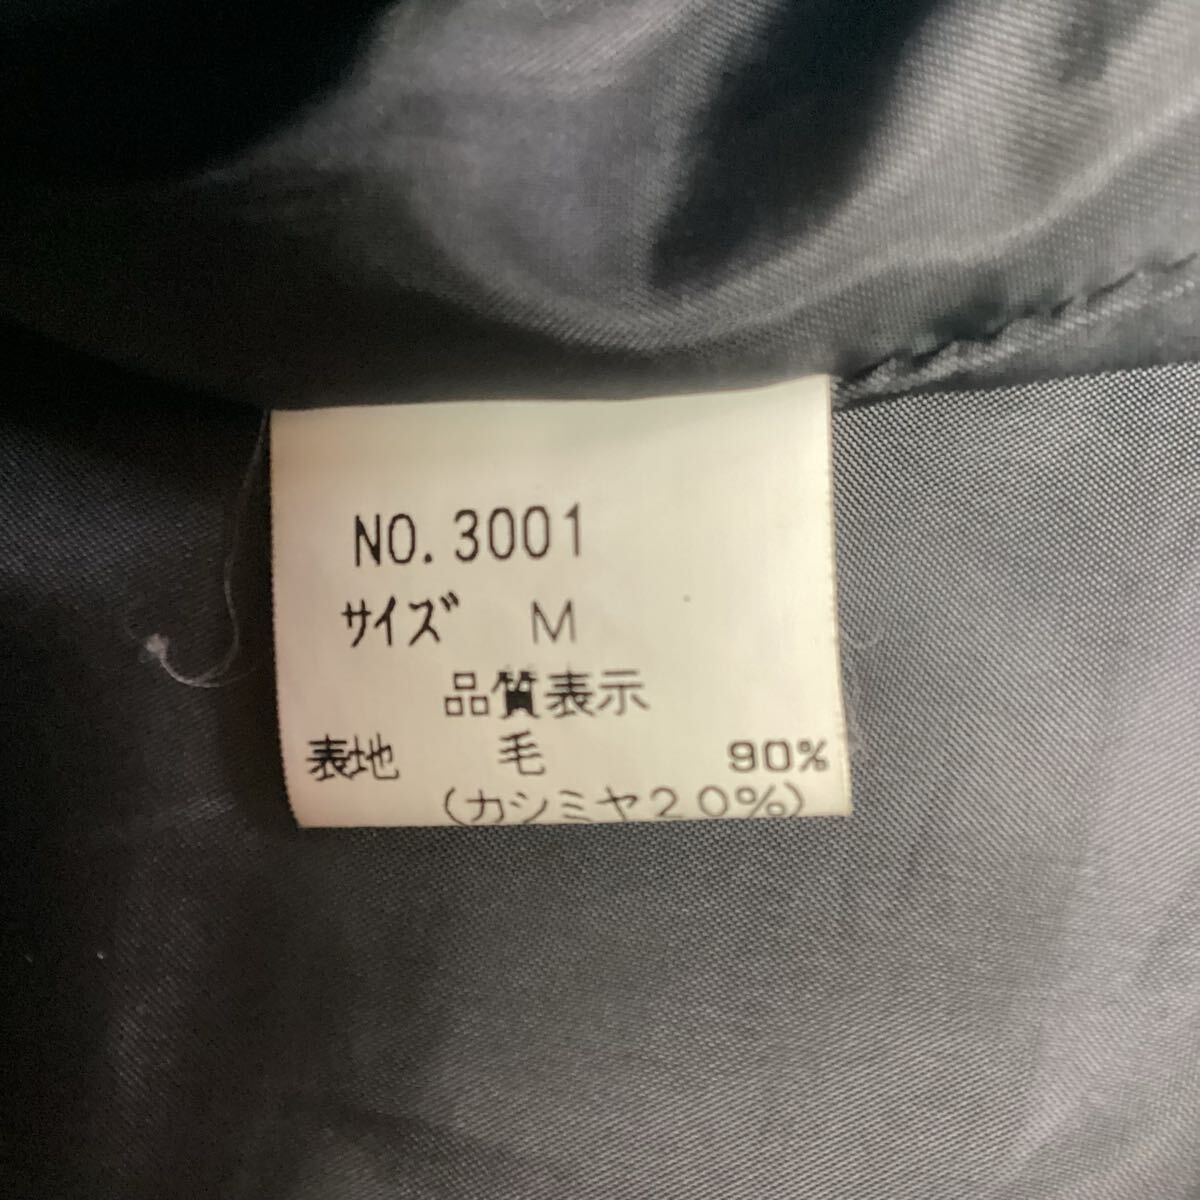 NO.3001
サイズ M
品質表示
表地 毛 90%
(カシミヤ20%)